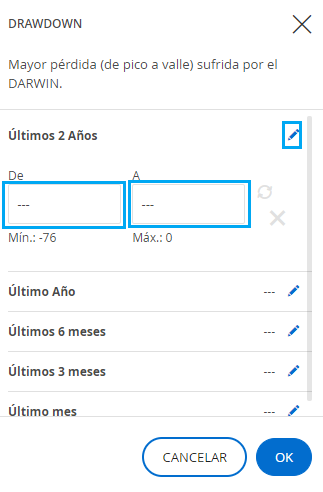 DRAWDOWN
Mayor pérdida (de pico a valle) sufrida por el
DARWIN.
Últimos 2 Años
De A
--- ---
Mín.: -76 Máx.: 0
Último Año ---
Últimos 6 meses ---
Últimos 3 meses ---
Último mes ---
CANCELAR OK